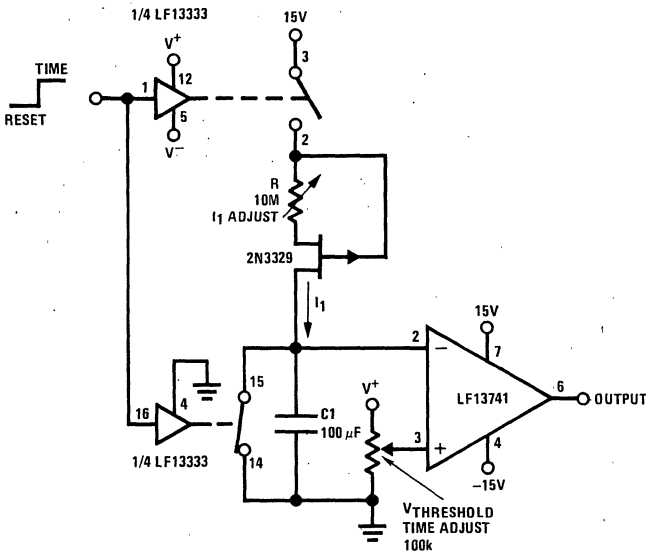 1/4 LF13333
15V
V+
3
TIME
1
12
RESET
5
V−
2
R
10M
I1 ADJUST
2N3329
I1
15V
2
−
7
15
LF13741
6
OUTPUT
V+
16
4
C1
100 µF
3
+
4
14
−15V
1/4 LF13333
VTHRESHOLD
TIME ADJUST
100k